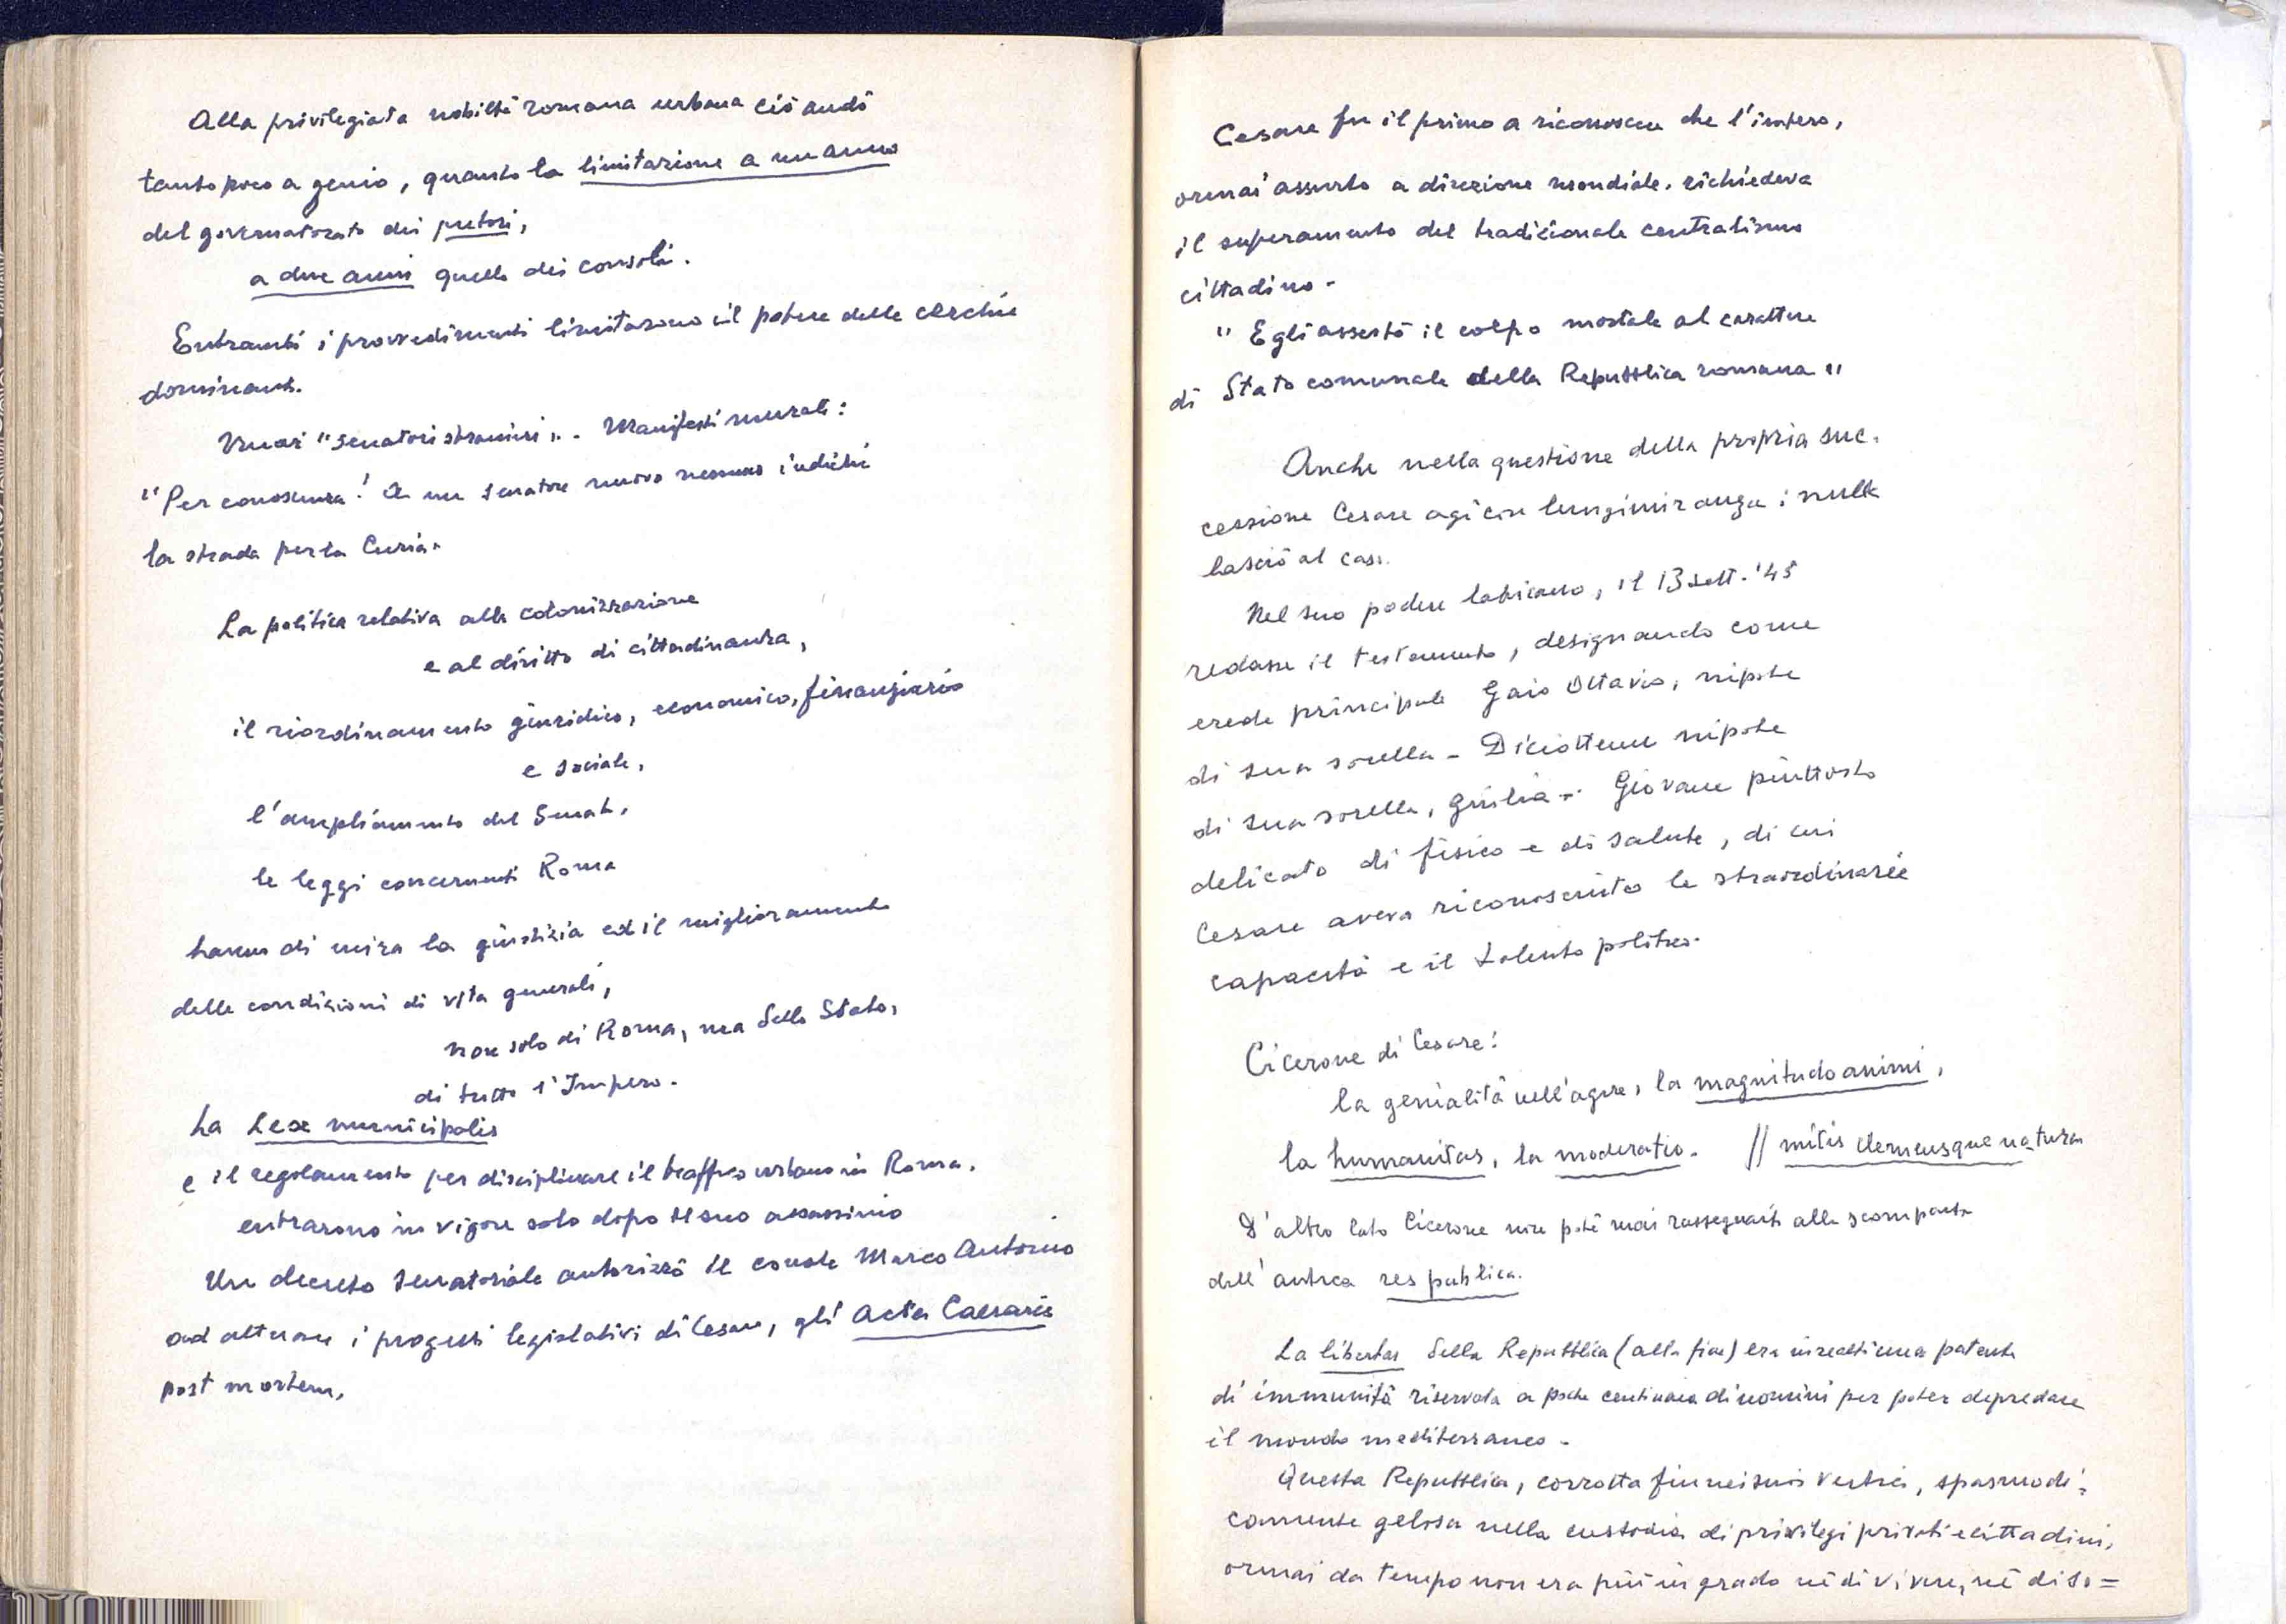 Alla privilegiata nobiltà romana urbana ciò andò
tanto poco a genio, quanto la limitazione a un anno
del governatorato dei pretori,
a due anni quello dei consoli.
Entrambi i provvedimenti limitarono il potere delle cerchie
dominanti.
"senatori stranieri". Manifesti murali:
"Per conoscenza! A un senatore nuovo nessuno indichi
la strada per la Curia"
La politica relativa alla colonizzazione
e al diritto di cittadinanza,
il riordinamento giuridico, economico, finanziario
e sociale,
l'ampliamento del Senato,
le leggi concernenti Roma
hanno di mira la giustizia ed il miglioramento
delle condizioni di vita generali,
non solo di Roma, ma dello Stato,
di tutto l'Impero.
La Lex municipalis
e il regolamento per disciplinare il traffico urbano in Roma.
entrarono in vigore solo dopo il suo assassinio
Un decreto senatoriale autorizzò il console Marco Antonio
ad attuare i progetti legislativi di Cesare, gli Acta Caesaris
post mortem,
Cesare fu il primo a riconoscere che l'impero,
ormai assurto a direzione mondiale, richiedeva
il superamento del tradizionale centralismo
cittadino.
"Egli assestò il colpo mortale al carattere
di Stato comunale della Repubblica romana"
Anche nella questione della propria suc-
cessione Cesare agì con lungimiranza: nulla
lasciò al caso.
Nel suo podere labicano, il 13 sett. '45
redasse il testamento, designando come
erede principale Gaio Ottavio, nipote
di sua sorella - Diciottenne nipote
di sua sorella, Giulia -. Giovane piuttosto
delicato di fisico e di salute, di cui
Cesare aveva riconosciuto le straordinarie
capacità e il talento politico.
Cicerone di Cesare:
la genialità nell'agire, la magnitudo animi,
la humanitas, la moderatio. // mitis clemensque natura
D'altro lato Cicerone non poté mai rassegnarsi alla scomparsa
dell'antica res publica.
La libertas della Repubblica (alla fine) era in realtà una patente
di immunità riservata a poche centinaia di uomini per poter depredare
il mondo mediterraneo.
Questa Repubblica, corrotta fin nei suoi vertici, spasmodi-
camente gelosa nella custodia di privilegi privati e cittadini,
ormai da tempo non era più in grado né di vivere, né di so=